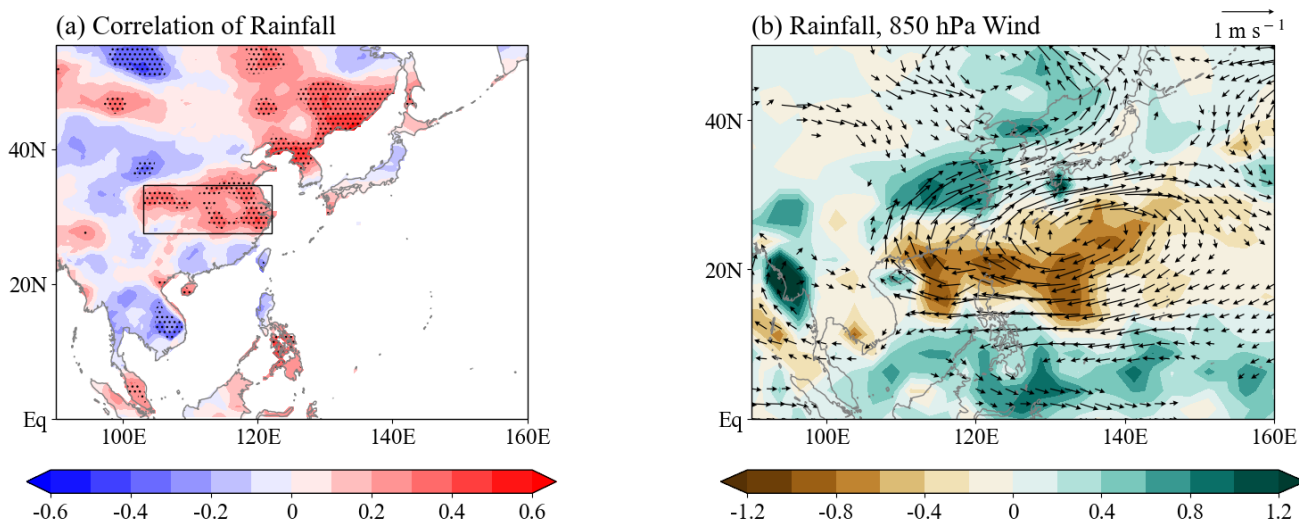 (a) Correlation of Rainfall
40N
20N
Eq
100E 120E 140E 160E
-0.6 -0.4 -0.2 0 0.2 0.4 0.6
(b) Rainfall, 850 hPa Wind
1 m s⁻¹
40N
20N
Eq
100E 120E 140E 160E
-1.2 -0.8 -0.4 0 0.4 0.8 1.2